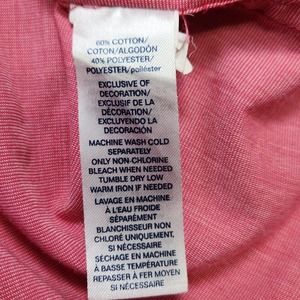 60% COTTON/
COTON/ALGODÓN
40% POLYESTER/
POLYESTER/poliéster
EXCLUSIVE OF
DECORATION/
EXCLUSIF DE LA
DÉCORATION/
EXCLUYENDO LA
DECORACIÓN
MACHINE WASH COLD
SEPARATELY
ONLY NON-CHLORINE
BLEACH WHEN NEEDED
TUMBLE DRY LOW
WARM IRON IF NEEDED
LAVAGE EN MACHINE
À L'EAU FROIDE
SÉPARÉMENT
BLANCHISSEUR NON
CHLORÉ UNIQUEMENT,
SI NÉCESSAIRE
SÉCHAGE EN MACHINE
À BASSE TEMPÉRATURE
REPASSER À FER MOYEN
SI NÉCESSAIRE